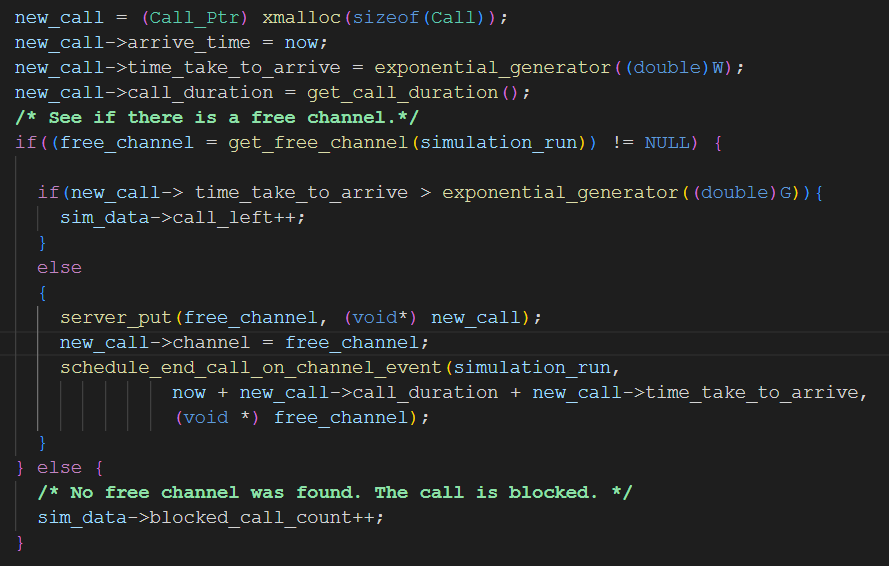 new_call = (Call_Ptr) xmalloc(sizeof(Call));
new_call->arrive_time = now;
new_call->time_take_to_arrive = exponential_generator((double)W);
new_call->call_duration = get_call_duration();
/* See if there is a free channel.*/
if((free_channel = get_free_channel(simulation_run)) != NULL) {
if(new_call-> time_take_to_arrive > exponential_generator((double)G)){
sim_data->call_left++;
}
else
{
server_put(free_channel, (void*) new_call);
new_call->channel = free_channel;
schedule_end_call_on_channel_event(simulation_run,
now + new_call->call_duration + new_call->time_take_to_arrive,
(void *) free_channel);
}
} else {
/* No free channel was found. The call is blocked. */
sim_data->blocked_call_count++;
}